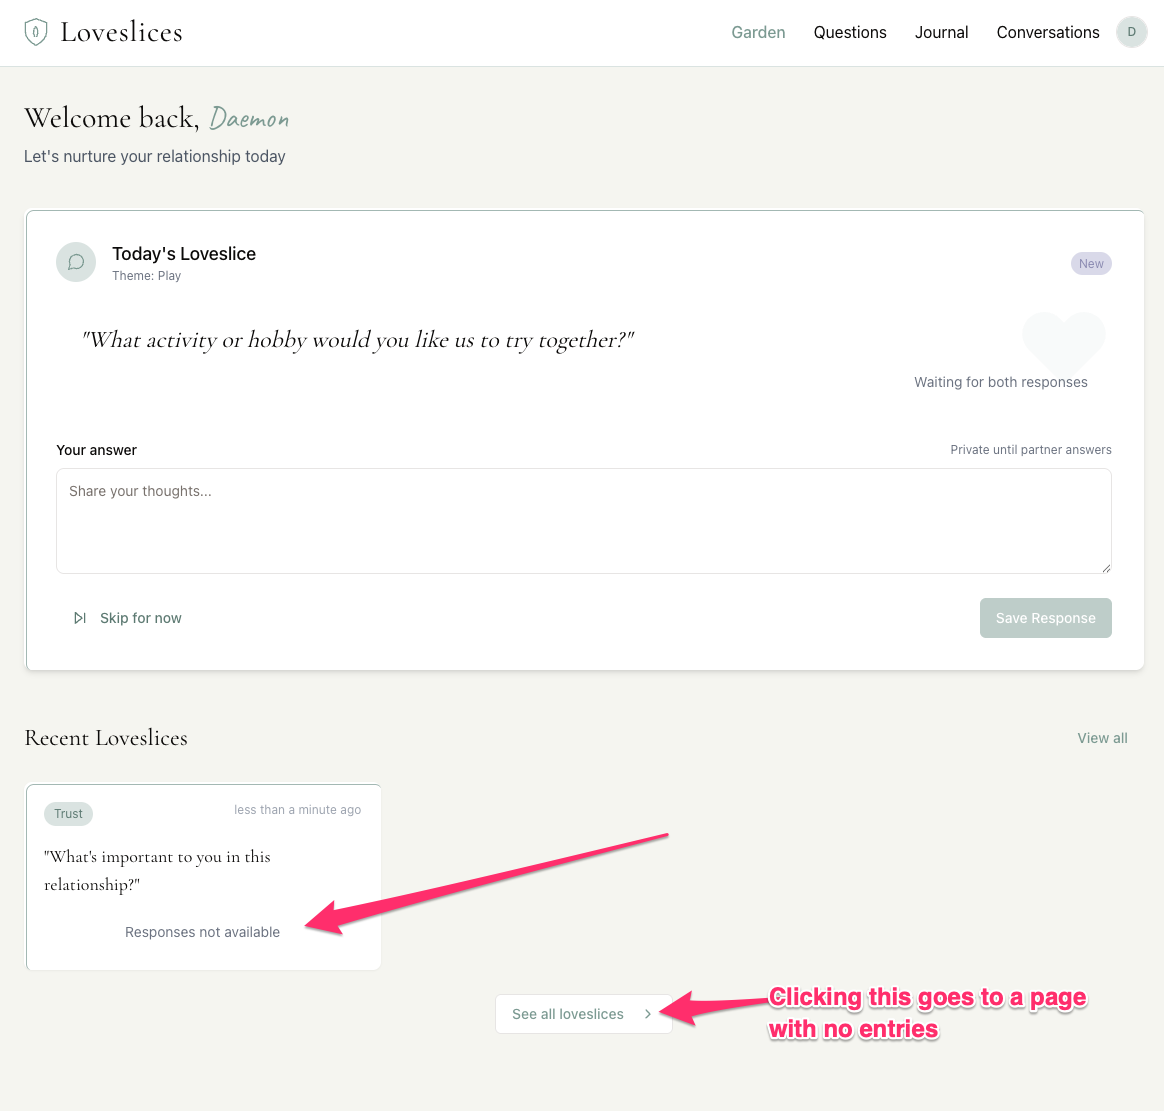 Loveslices
Garden Questions Journal Conversations D
Welcome back, Daemon
Let's nurture your relationship today
Today's Loveslice
Theme: Play
New
"What activity or hobby would you like us to try together?"
Waiting for both responses
Your answer
Private until partner answers
Share your thoughts...
Skip for now
Save Response
Recent Loveslices
View all
Trust
less than a minute ago
"What's important to you in this
relationship?"
Responses not available
See all loveslices
Clicking this goes to a page
with no entries